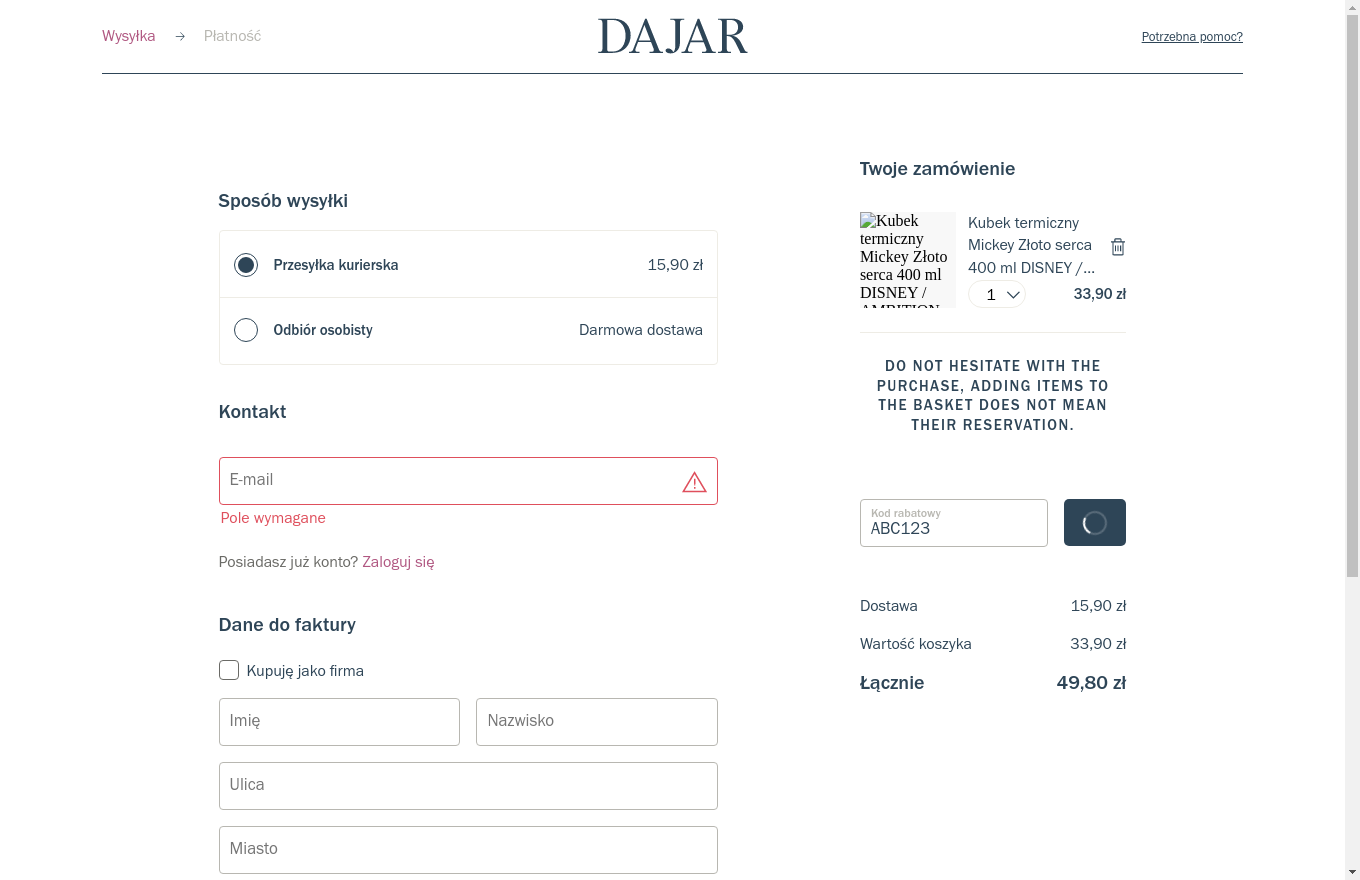 Wysyłka
Płatność
DAJAR
Potrzebna pomoc?
Sposób wysyłki
Przesyłka kurierska
15,90 zł
Odbiór osobisty
Darmowa dostawa
Kontakt
E-mail
Pole wymagane
Posiadasz już konto? Zaloguj się
Dane do faktury
Kupuję jako firma
Imię
Nazwisko
Ulica
Miasto
Twoje zamówienie
Kubek
termiczny
Mickey Złoto
serca 400 ml
DISNEY /
AMBITION
Kubek termiczny
Mickey Złoto serca
400 ml DISNEY /...
1
33,90 zł
DO NOT HESITATE WITH THE
PURCHASE, ADDING ITEMS TO
THE BASKET DOES NOT MEAN
THEIR RESERVATION.
Kod rabatowy
ABC123
Dostawa
15,90 zł
Wartość koszyka
33,90 zł
Łącznie
49,80 zł